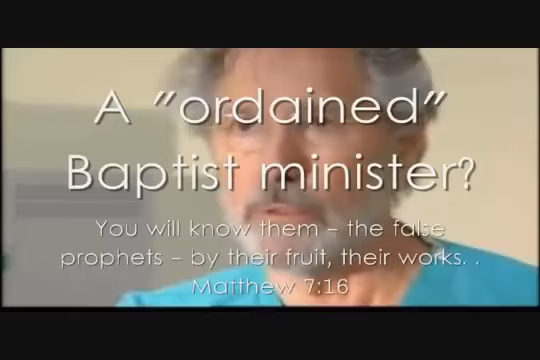 A "ordained"
Baptist minister?
You will know them – the false
prophets – by their fruit, their works. .
Matthew 7:16